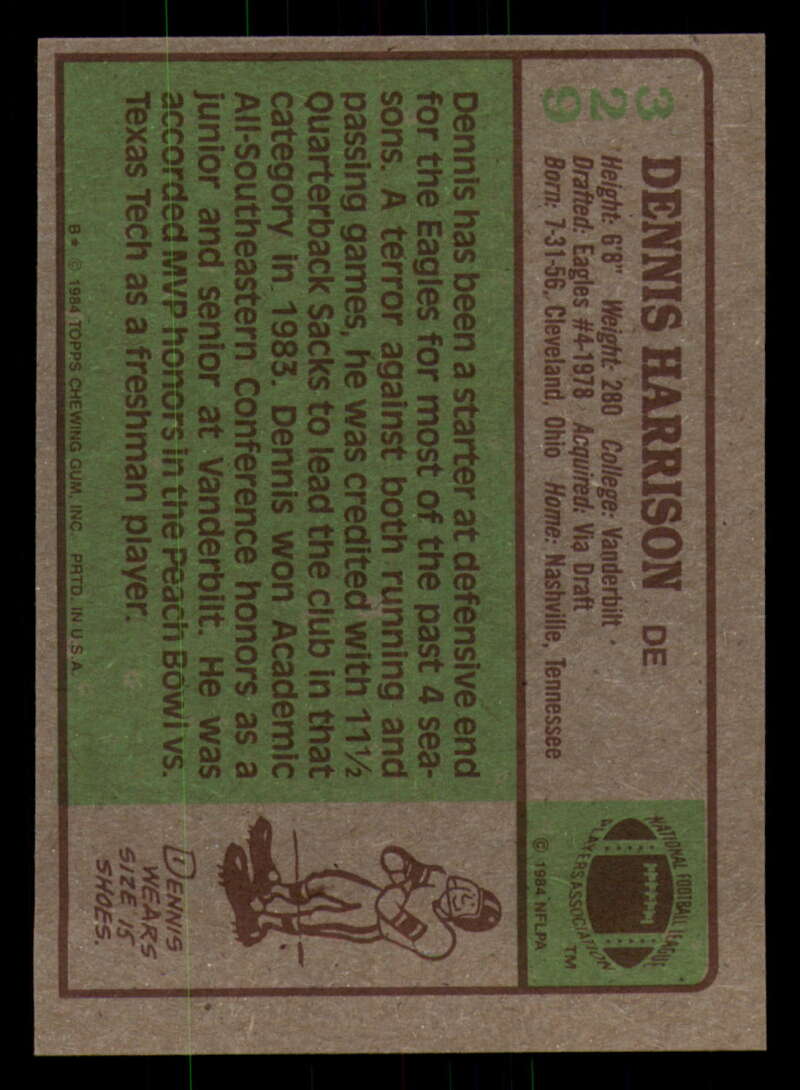 329
DENNIS HARRISON DE
Height: 6'8" Weight: 280 College: Vanderbilt
Drafted: Eagles #4-1978 Acquired: Via Draft
Born: 7-31-56, Cleveland, Ohio Home: Nashville, Tennessee
NATIONAL FOOTBALL LEAGUE
PLAYERS ASSOCIATION
TM
© 1984 NFLPA
Dennis has been a starter at defensive end
for the Eagles for most of the past 4 sea-
sons. A terror against both running and
passing games, he was credited with 11½
Quarterback Sacks to lead the club in that
category in 1983. Dennis won Academic
All-Southeastern Conference honors as a
junior and senior at Vanderbilt. He was
accorded MVP honors in the Peach Bowl vs.
Texas Tech as a freshman player.
DENNIS
WEARS
SIZE 15
SHOES.
B* © 1984 TOPPS CHEWING GUM, INC. PRTD. IN U.S.A.